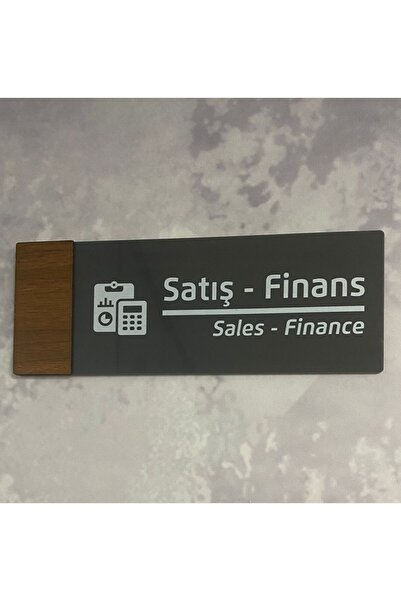 Satış - Finans
Sales - Finance